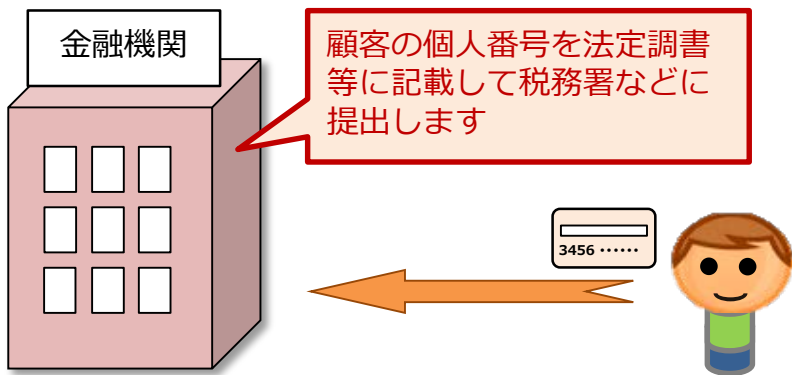 金融機関
顧客の個人番号を法定調書
等に記載して税務署などに
提出します
3456 ‥‥‥